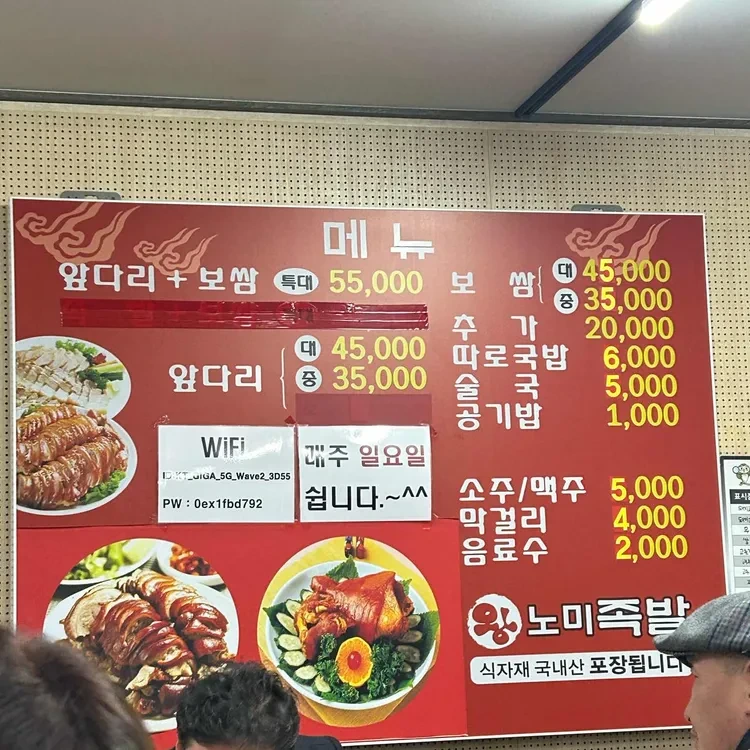 메뉴
앞다리 + 보쌈 특대 55,000
앞다리
대 45,000
중 35,000
보 쌈
대 45,000
중 35,000
추 가 20,000
따로국밥 6,000
술 국 5,000
공기밥 1,000
소주/맥주 5,000
막걸리 4,000
음료수 2,000
WiFi
ID:KT_GIGA_5G_Wave2_3D55
PW : 0ex1fbd792
매주 일요일
쉽니다.~^^
왕 노미족발
식자재 국내산 포장됩니다